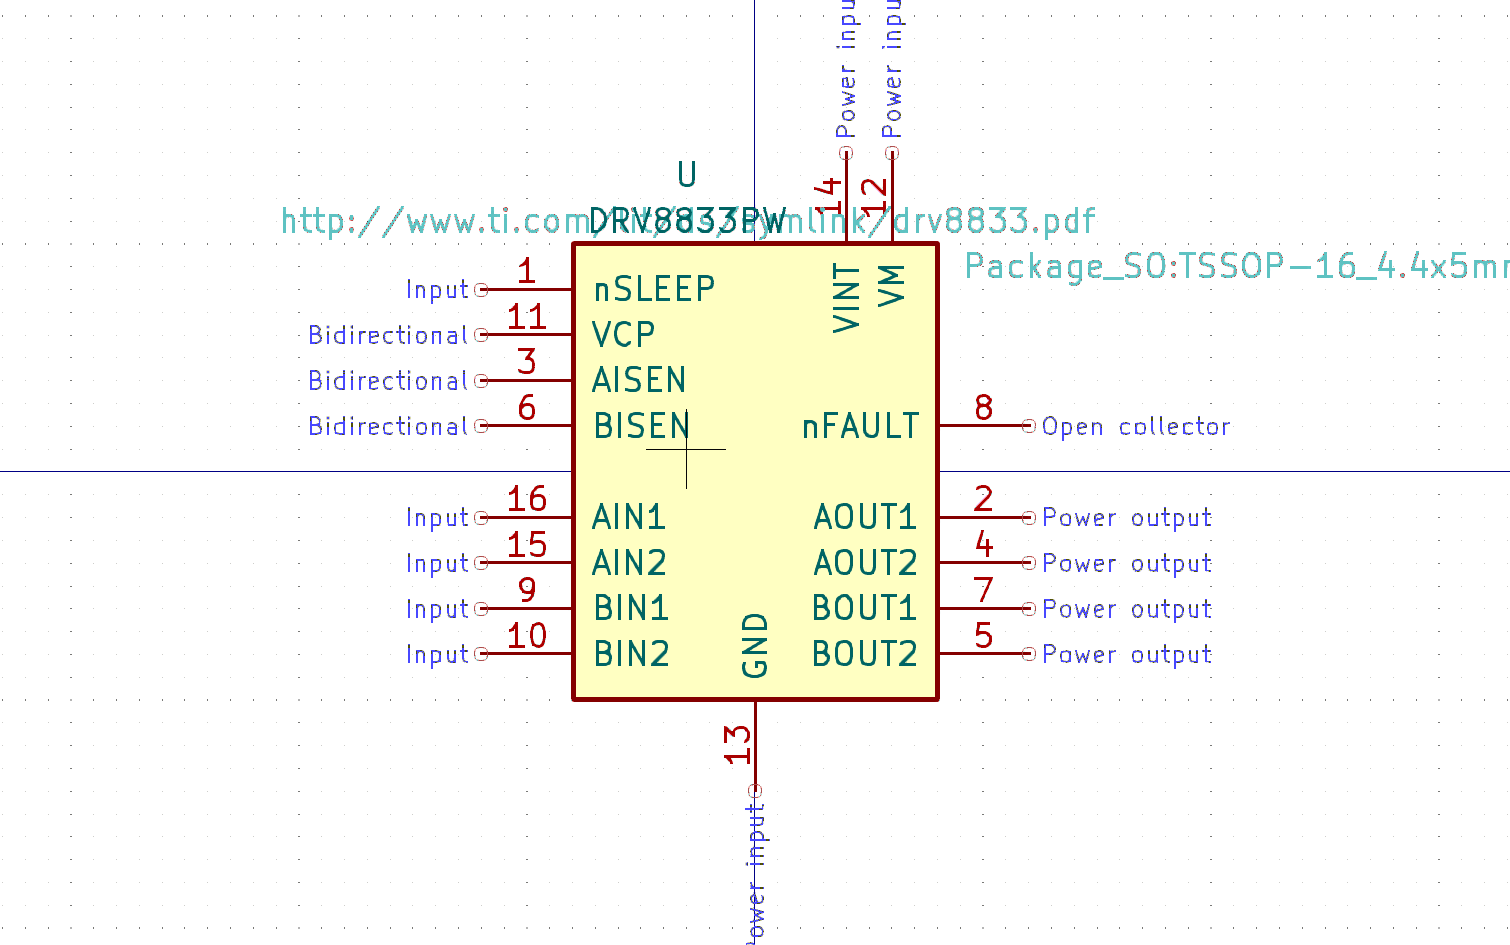 Power inpu
Power inpu
U
14
12
http://www.ti.com/lit/ds/symlink/drv8833.pdf
DRV8833PW
Package_SO:TSSOP-16_4.4x5mm
VINT
VM
Input 1 nSLEEP
Bidirectional 11 VCP
Bidirectional 3 AISEN
Bidirectional 6 BISEN
nFAULT 8 Open collector
Input 16 AIN1
AOUT1 2 Power output
Input 15 AIN2
AOUT2 4 Power output
Input 9 BIN1
BOUT1 7 Power output
Input 10 BIN2
BOUT2 5 Power output
GND
13
ower input